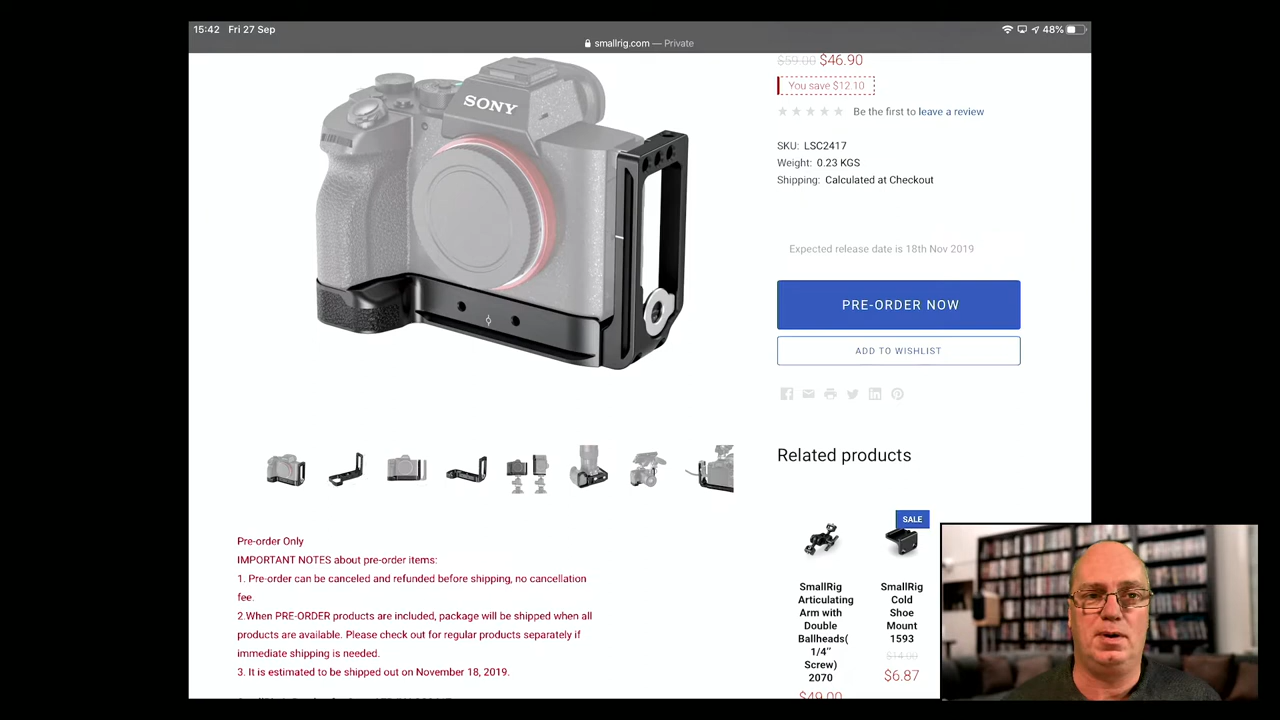 15:42 Fri 27 Sep
48%
smallrig.com — Private
SONY
$59.00 $46.90
You save $12.10
Be the first to leave a review
SKU: LSC2417
Weight: 0.23 KGS
Shipping: Calculated at Checkout
Expected release date is 18th Nov 2019
PRE-ORDER NOW
ADD TO WISHLIST
Related products
SALE
SmallRig
Articulating
Arm with
Double
Ballheads(
1/4"
Screw)
2070
$49.00
SmallRig
Cold
Shoe
Mount
1593
$14.00
$6.87
Pre-order Only
IMPORTANT NOTES about pre-order items:
1. Pre-order can be canceled and refunded before shipping, no cancellation
fee.
2.When PRE-ORDER products are included, package will be shipped when all
products are available. Please check out for regular products separately if
immediate shipping is needed.
3. It is estimated to be shipped out on November 18, 2019.